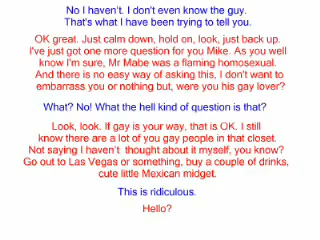 No I haven't. I don't even know the guy.
That's what I have been trying to tell you.
OK great. Just calm down, hold on, look, just back up.
I've just got one more question for you Mike. As you well
know I'm sure, Mr Mabe was a flaming homosexual.
And there is no easy way of asking this, I don't want to
embarrass you or nothing but, were you his gay lover?
What? No! What the hell kind of question is that?
Look, look. If gay is your way, that is OK. I still
know there are a lot of you gay people in that closet.
Not saying I haven't thought about it myself, you know?
Go out to Las Vegas or something, buy a couple of drinks,
cute little Mexican midget.
This is ridiculous.
Hello?